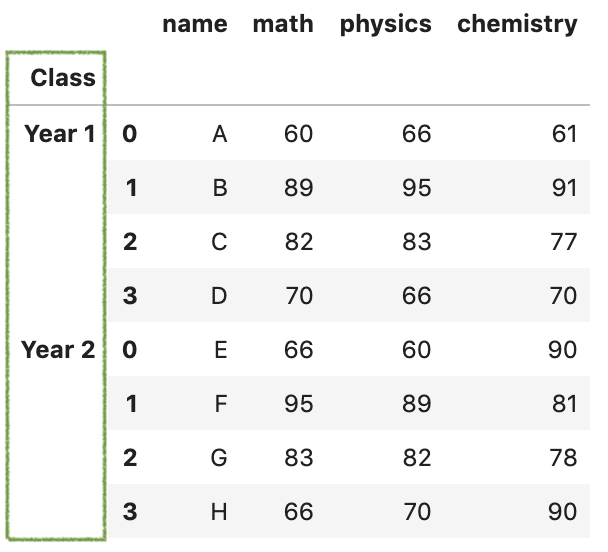 name math physics chemistry
Class
Year 1 0 A 60 66 61
1 B 89 95 91
2 C 82 83 77
3 D 70 66 70
Year 2 0 E 66 60 90
1 F 95 89 81
2 G 83 82 78
3 H 66 70 90